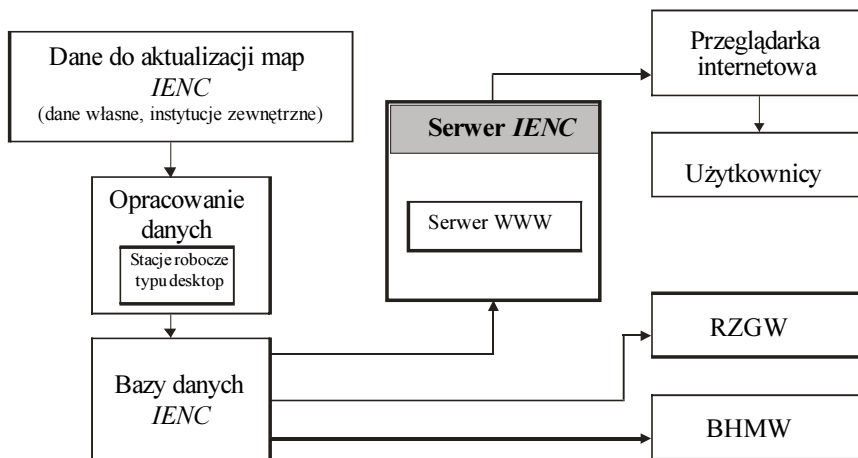 Dane do aktualizacji map
IENC
(dane własne, instytucje zewnętrzne)
Opracowanie
danych
Stacje robocze
typu desktop
Bazy danych
IENC
Serwer IENC
Serwer WWW
Przeglądarka
internetowa
Użytkownicy
RZGW
BHMW